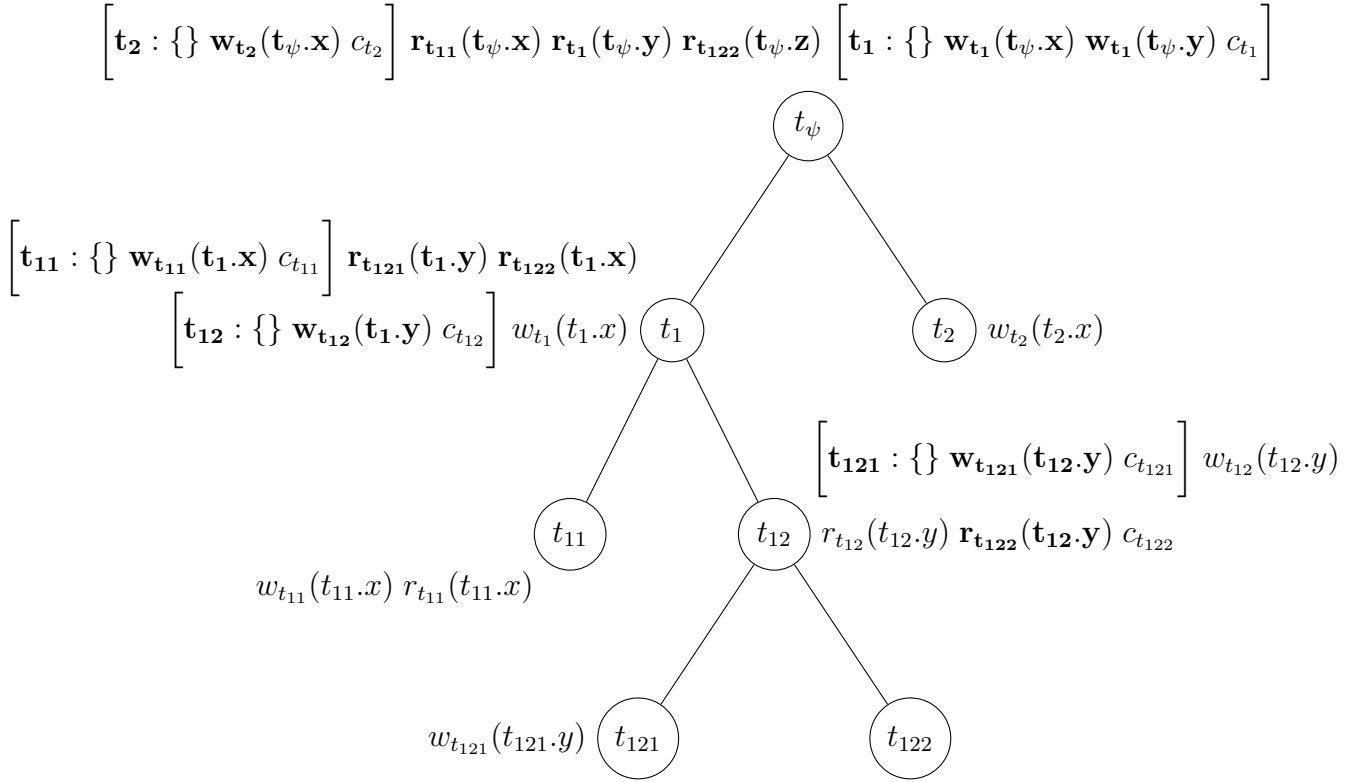 [t₂ : {} w_{t₂}(t_ψ.x) c_{t₂}] r_{t₁₁}(t_ψ.x) r_{t₁}(t_ψ.y) r_{t₁₂₂}(t_ψ.z) [t₁ : {} w_{t₁}(t_ψ.x) w_{t₁}(t_ψ.y) c_{t₁}]
t_ψ
[t₁₁ : {} w_{t₁₁}(t₁.x) c_{t₁₁}] r_{t₁₂₁}(t₁.y) r_{t₁₂₂}(t₁.x)
[t₁₂ : {} w_{t₁₂}(t₁.y) c_{t₁₂}] w_{t₁}(t₁.x) t₁ t₂ w_{t₂}(t₂.x)
[t₁₂₁ : {} w_{t₁₂₁}(t₁₂.y) c_{t₁₂₁}] w_{t₁₂}(t₁₂.y)
t₁₁ t₁₂ r_{t₁₂}(t₁₂.y) r_{t₁₂₂}(t₁₂.y) c_{t₁₂₂}
w_{t₁₁}(t₁₁.x) r_{t₁₁}(t₁₁.x)
w_{t₁₂₁}(t₁₂₁.y) t₁₂₁ t₁₂₂